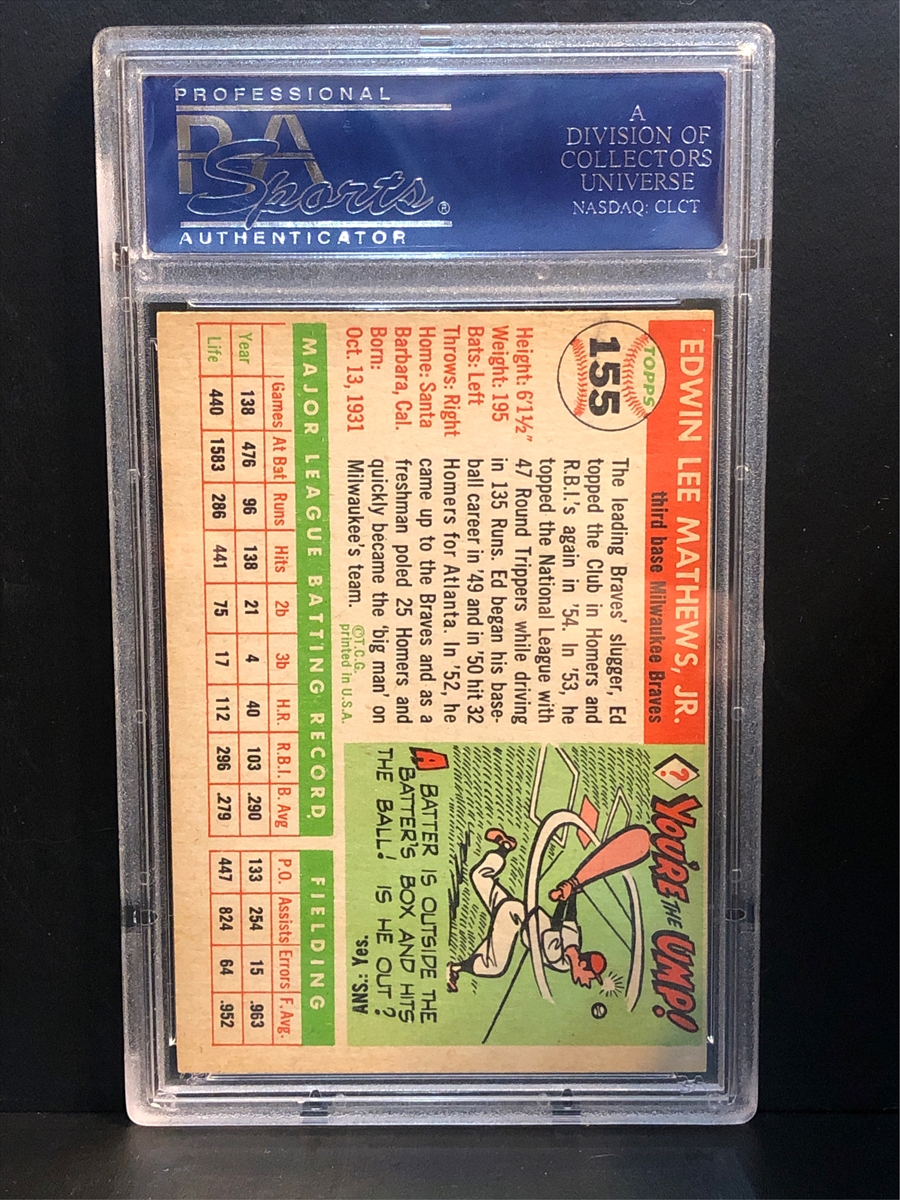 PROFESSIONAL
PSA
Sports®
AUTHENTICATOR
A
DIVISION OF
COLLECTORS
UNIVERSE
NASDAQ: CLCT
TOPPS
155
EDWIN LEE MATHEWS, JR.
third base Milwaukee Braves
Height: 6'1½"
Weight: 195
Bats: Left
Throws: Right
Home: Santa
Barbara, Cal.
Born:
Oct. 13, 1931
The leading Braves' slugger, Ed
topped the Club in Homers and
R.B.I.'s again in '54. In '53, he
topped the National League with
47 Round Trippers while driving
in 135 Runs. Ed began his base-
ball career in '49 and in '50 hit 32
Homers for Atlanta. In '52, he
came up to the Braves and as a
freshman poled 25 Homers and
quickly became the 'big man' on
Milwaukee's team.
©T.C.G.
printed in U.S.A.
? YOU'RE THE UMP!
A BATTER IS OUTSIDE THE
BATTER'S BOX AND HITS
THE BALL! IS HE OUT?
ANS.: Yes.
MAJOR LEAGUE BATTING RECORD
FIELDING
Games At Bat Runs Hits 2b 3b H.R. R.B.I. B. Avg P.O. Assists Errors F. Avg.
Year 138 476 96 138 21 4 40 103 .290 133 254 15 .963
Life 440 1583 286 441 75 17 112 296 .279 447 824 64 .952